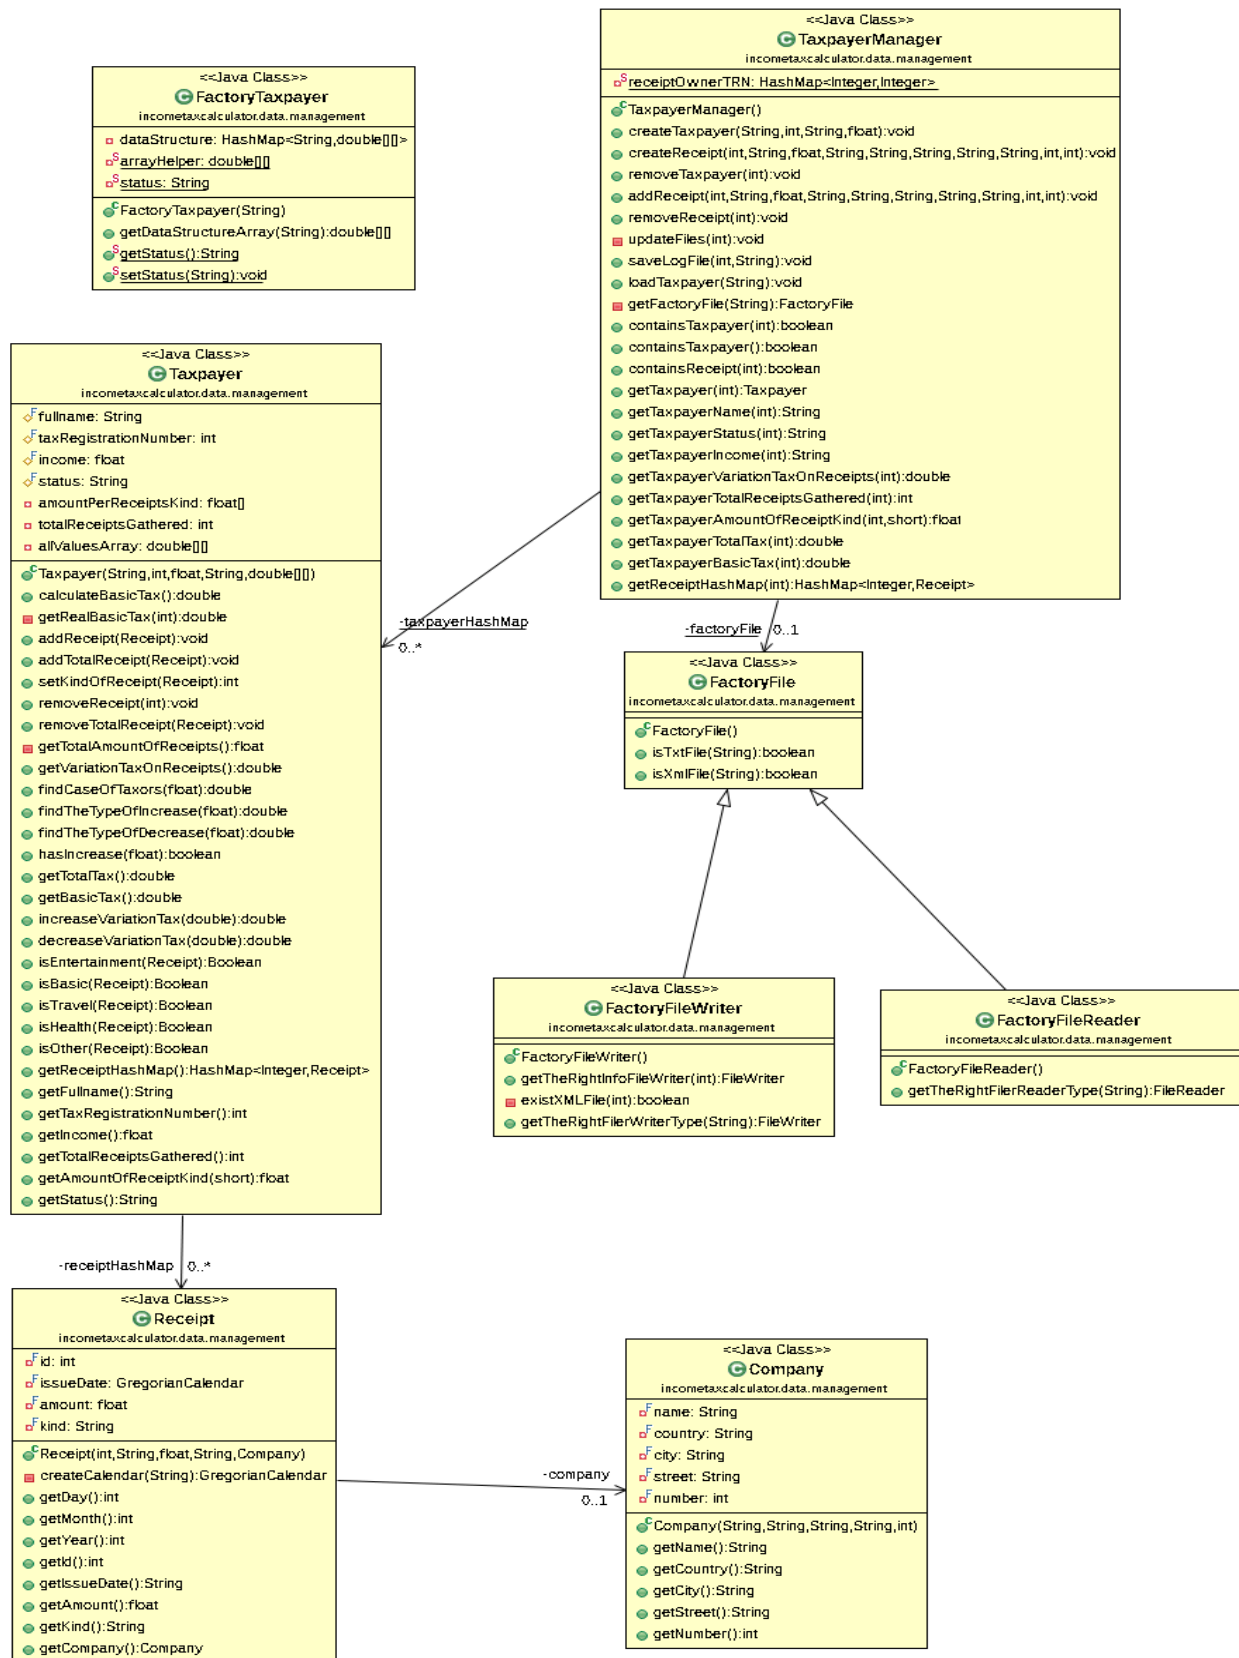 <<Java Class>>
TaxpayerManager
incometaxcalculator.data.management
receiptOwnerTRN: HashMap<Integer,Integer>
TaxpayerManager()
createTaxpayer(String,int,String,float):void
createReceipt(int,String,float,String,String,String,String,String,int,int):void
removeTaxpayer(int):void
addReceipt(int,String,float,String,String,String,String,String,int,int):void
removeReceipt(int):void
updateFiles(int):void
saveLogFile(int,String):void
loadTaxpayer(String):void
getFactoryFile(String):FactoryFile
containsTaxpayer(int):boolean
containsTaxpayer():boolean
containsReceipt(int):boolean
getTaxpayer(int):Taxpayer
getTaxpayerName(int):String
getTaxpayerStatus(int):String
getTaxpayerIncome(int):String
getTaxpayerVariationTaxOnReceipts(int):double
getTaxpayerTotalReceiptsGathered(int):int
getTaxpayerAmountOfReceiptKind(int,short):float
getTaxpayerTotalTax(int):double
getTaxpayerBasicTax(int):double
getReceiptHashMap(int):HashMap<Integer,Receipt>
<<Java Class>>
FactoryTaxpayer
incometaxcalculator.data.management
dataStructure: HashMap<String,double[][]>
arrayHelper: double[][]
status: String
FactoryTaxpayer(String)
getDataStructureArray(String):double[][]
getStatus():String
setStatus(String):void
<<Java Class>>
Taxpayer
incometaxcalculator.data.management
fullname: String
taxRegistrationNumber: int
income: float
status: String
amountPerReceiptsKind: float[]
totalReceiptsGathered: int
allValuesArray: double[][]
Taxpayer(String,int,float,String,double[][])
calculateBasicTax():double
getRealBasicTax(int):double
addReceipt(Receipt):void
addTotalReceipt(Receipt):void
setKindOfReceipt(Receipt):int
removeReceipt(int):void
removeTotalReceipt(Receipt):void
getTotalAmountOfReceipts():float
getVariationTaxOnReceipts():double
findCaseOfTaxors(float):double
findTheTypeOfIncrease(float):double
findTheTypeOfDecrease(float):double
hasIncrease(float):boolean
getTotalTax():double
getBasicTax():double
increaseVariationTax(double):double
decreaseVariationTax(double):double
isEntertainment(Receipt):Boolean
isBasic(Receipt):Boolean
isTravel(Receipt):Boolean
isHealth(Receipt):Boolean
isOther(Receipt):Boolean
getReceiptHashMap():HashMap<Integer,Receipt>
getFullname():String
getTaxRegistrationNumber():int
getIncome():float
getTotalReceiptsGathered():int
getAmountOfReceiptKind(short):float
getStatus():String
-taxpayerHashMap
0..*
-factoryFile 0..1
<<Java Class>>
FactoryFile
incometaxcalculator.data.management
FactoryFile()
isTxtFile(String):boolean
isXmlFile(String):boolean
<<Java Class>>
FactoryFileWriter
incometaxcalculator.data.management
FactoryFileWriter()
getTheRightInfoFileWriter(int):FileWriter
existXMLFile(int):boolean
getTheRightFilerWriterType(String):FileWriter
<<Java Class>>
FactoryFileReader
incometaxcalculator.data.management
FactoryFileReader()
getTheRightFilerReaderType(String):FileReader
-receiptHashMap 0..*
<<Java Class>>
Receipt
incometaxcalculator.data.management
id: int
issueDate: GregorianCalendar
amount: float
kind: String
Receipt(int,String,float,String,Company)
createCalendar(String):GregorianCalendar
getDay():int
getMonth():int
getYear():int
getId():int
getIssueDate():String
getAmount():float
getKind():String
getCompany():Company
-company
0..1
<<Java Class>>
Company
incometaxcalculator.data.management
name: String
country: String
city: String
street: String
number: int
Company(String,String,String,String,int)
getName():String
getCountry():String
getCity():String
getStreet():String
getNumber():int